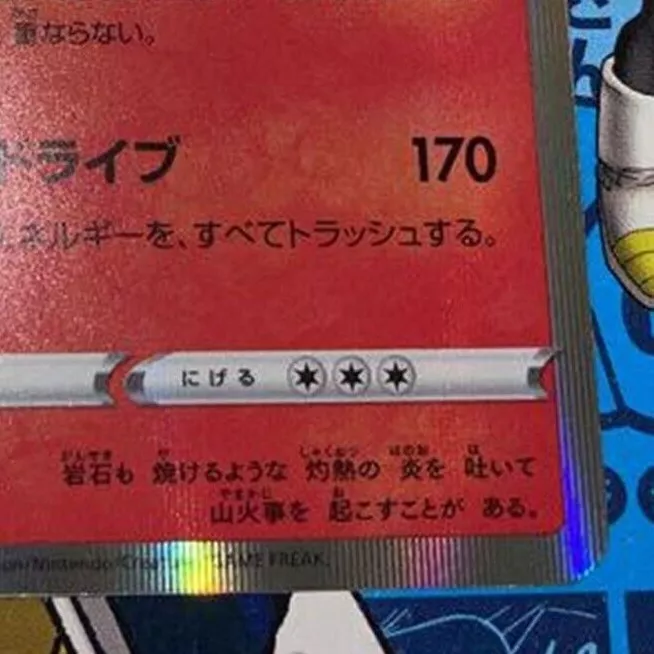 重ならない。
ドライブ 170
ネルギーを、すべてトラッシュする。
にげる
岩石も 焼けるような 灼熱の 炎を 吐いて
山火事を 起こすことが ある。
on/Nintendo/Creatures/GAME FREAK.